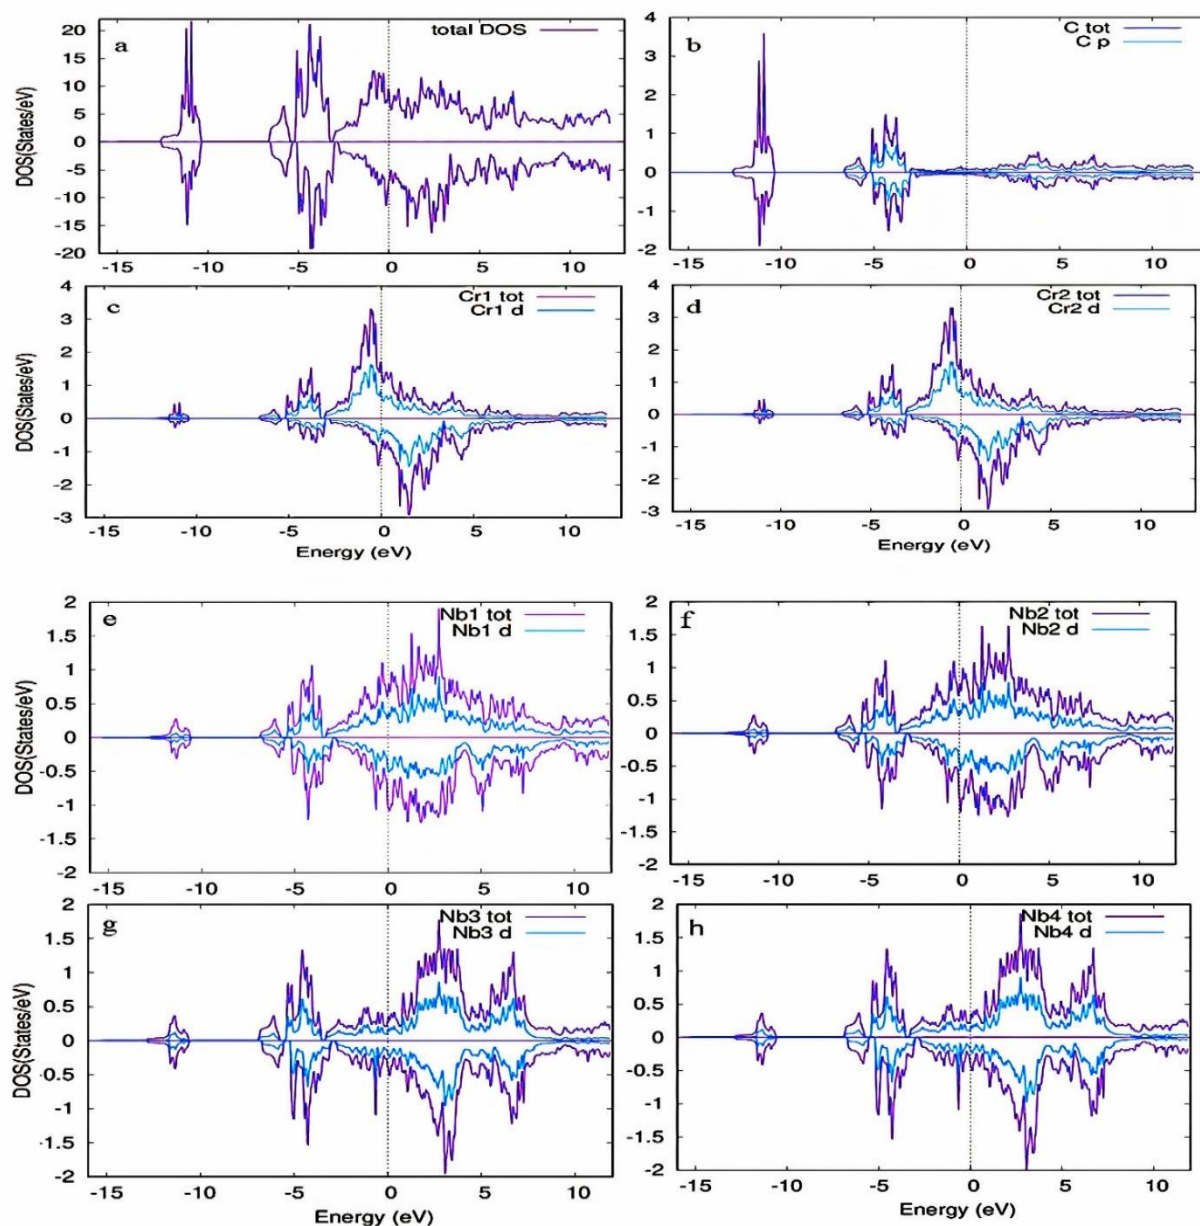 a
total DOS
DOS(States/eV)
20
15
10
5
0
-5
-10
-15
20
-15 -10 -5 0 5 10
b
C tot
C p
4
3
2
1
0
-1
-2
-15 -10 -5 0 5 10
c
Cr1 tot
Cr1 d
DOS(States/eV)
4
3
2
1
0
-1
-2
-3
-15 -10 -5 0 5 10
Energy (eV)
d
Cr2 tot
Cr2 d
4
3
2
1
0
-1
-2
-3
-15 -10 -5 0 5 10
Energy (eV)
e
Nb1 tot
Nb1 d
DOS(States/eV)
2
1.5
1
0.5
0
-0.5
-1
-1.5
-2
-15 -10 -5 0 5 10
f
Nb2 tot
Nb2 d
2
1.5
1
0.5
0
-0.5
-1
-1.5
-2
-15 -10 -5 0 5 10
g
Nb3 tot
Nb3 d
DOS(States/eV)
2
1.5
1
0.5
0
-0.5
-1
-1.5
-2
-15 -10 -5 0 5 10
Energy (eV)
h
Nb4 tot
Nb4 d
2
1.5
1
0.5
0
-0.5
-1
-1.5
-2
-15 -10 -5 0 5 10
Energy (eV)